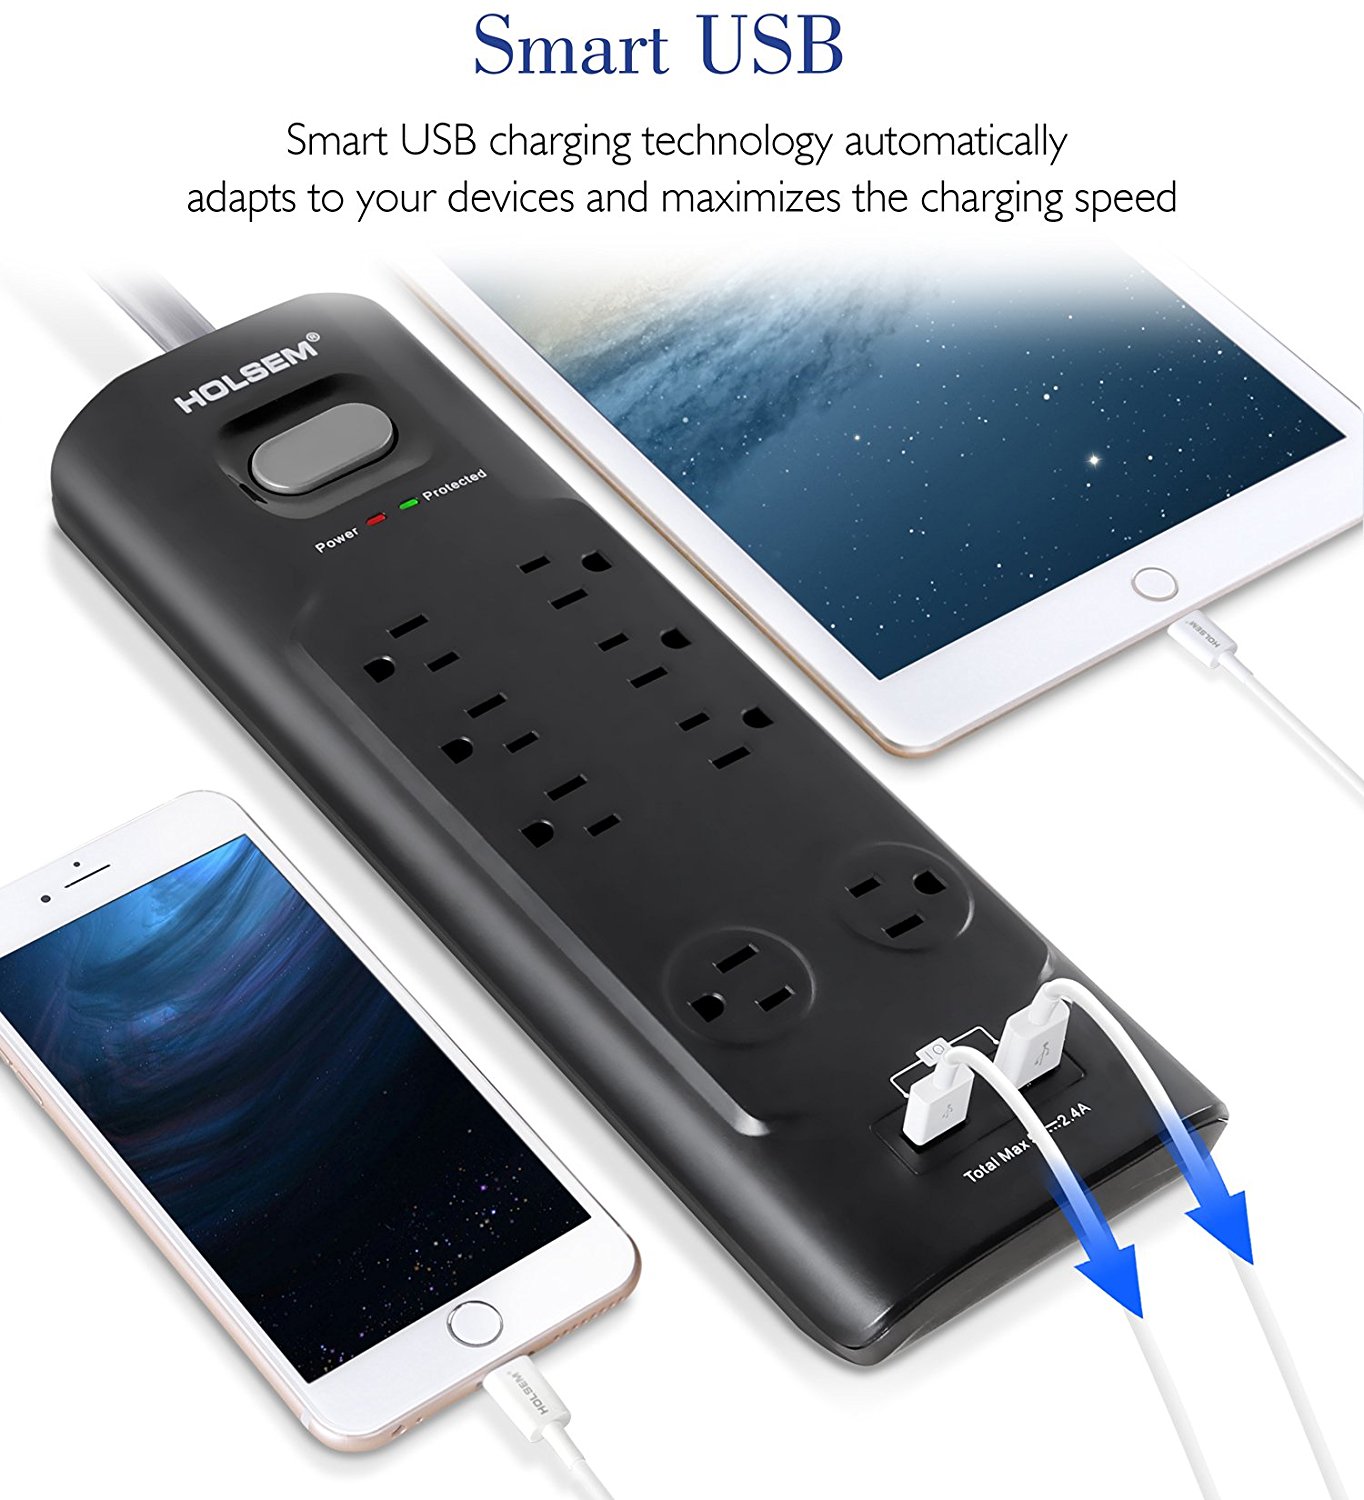 Smart USB
Smart USB charging technology automatically
adapts to your devices and maximizes the charging speed
HOLSEM®
Power
Protected
HOLSEM®
IQ
Total Max 2.4A
HOLSEM®